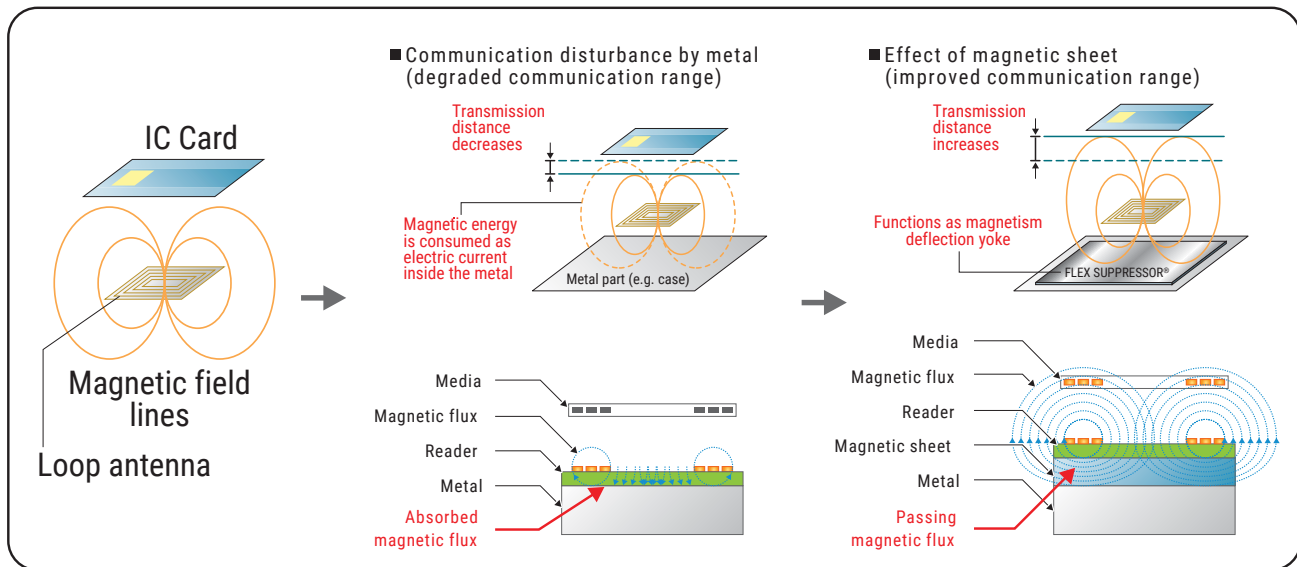 IC Card
Magnetic field
lines
Loop antenna
■ Communication disturbance by metal
(degraded communication range)
Transmission
distance
decreases
Magnetic energy
is consumed as
electric current
inside the metal
Metal part (e.g. case)
Media
Magnetic flux
Reader
Metal
Absorbed
magnetic flux
■ Effect of magnetic sheet
(improved communication range)
Transmission
distance
increases
Functions as magnetism
deflection yoke
FLEX SUPPRESSOR®
Media
Magnetic flux
Reader
Magnetic sheet
Metal
Passing
magnetic flux